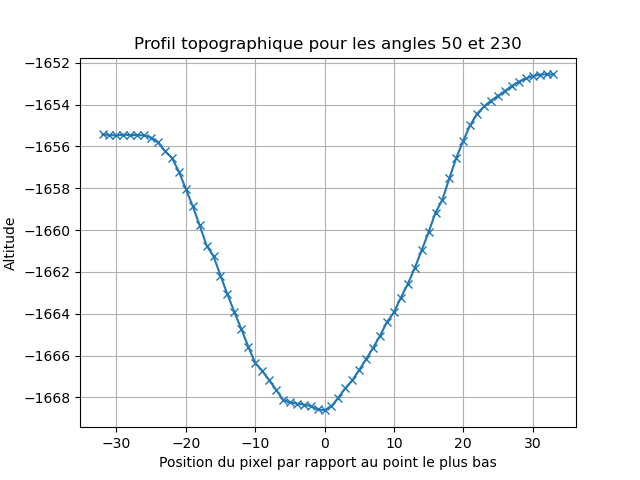 Profil topographique pour les angles 50 et 230
−1652
−1654
−1656
−1658
−1660
−1662
−1664
−1666
−1668
Altitude
−30 −20 −10 0 10 20 30
Position du pixel par rapport au point le plus bas